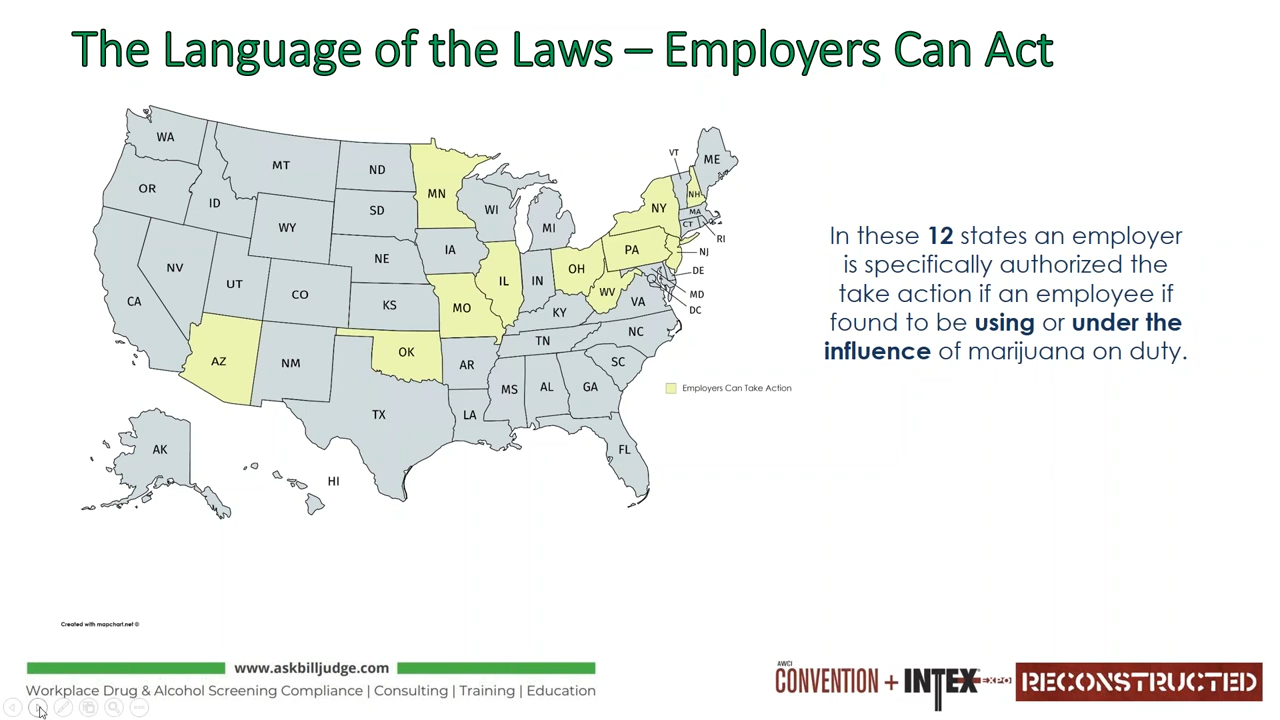 The Language of the Laws – Employers Can Act
WA
MT
ND
MN
VT
ME
OR
ID
SD
WI
NY
NH
MA
CT
WY
MI
RI
IA
PA
NJ
NV
NE
OH
DE
UT
IL
IN
MD
CA
CO
WV
VA
DC
KS
MO
KY
NC
TN
AZ
NM
OK
AR
SC
MS
AL
GA
TX
LA
FL
AK
HI
In these 12 states an employer
is specifically authorized the
take action if an employee if
found to be using or under the
influence of marijuana on duty.
Employers Can Take Action
Created with mapchart.net ©
www.askbilljudge.com
Workplace Drug & Alcohol Screening Compliance | Consulting | Training | Education
AWCI
CONVENTION + INTEX EXPO
RECONSTRUCTED